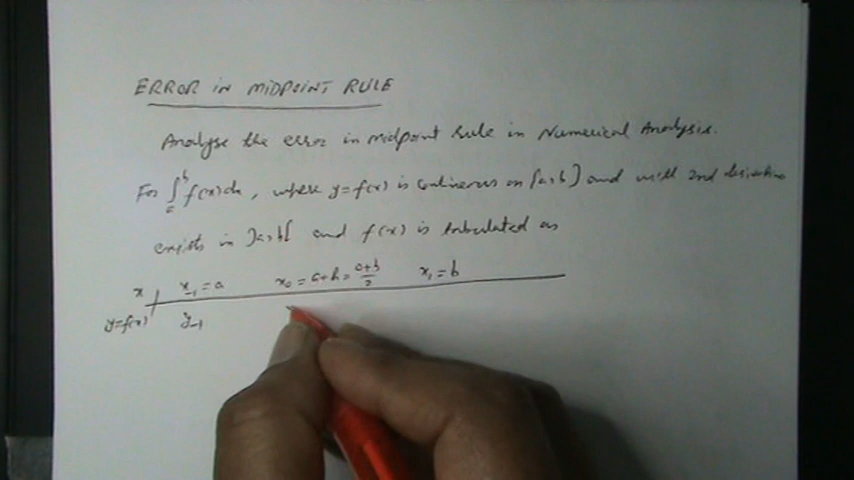 ERROR IN MIDPOINT RULE
Analyse the error in midpoint rule in Numerical Analysis.
For ∫_a^b f(x)dx, where y=f(x) is continuous on [a,b] and with 2nd derivative
exists in ]a,b[ and f(x) is tabulated as
x x₋₁=a x₀=a+h=(a+b)/2 x₁=b
y=f(x) y₋₁